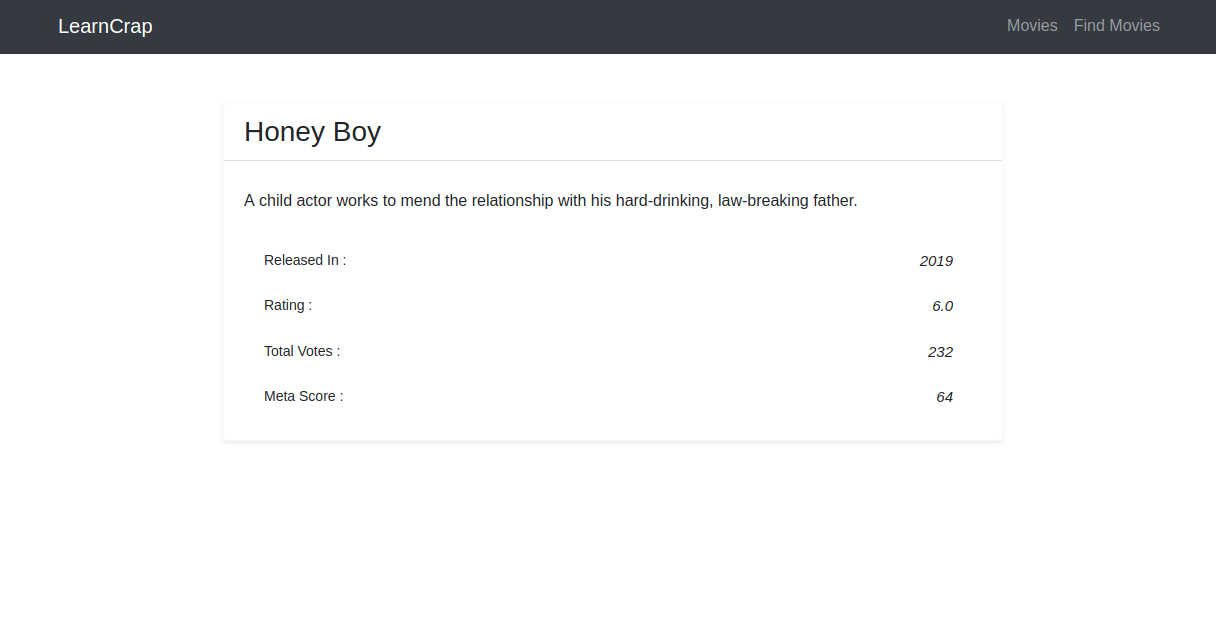 LearnCrap Movies Find Movies
Honey Boy
A child actor works to mend the relationship with his hard-drinking, law-breaking father.
Released In : 2019
Rating : 6.0
Total Votes : 232
Meta Score : 64